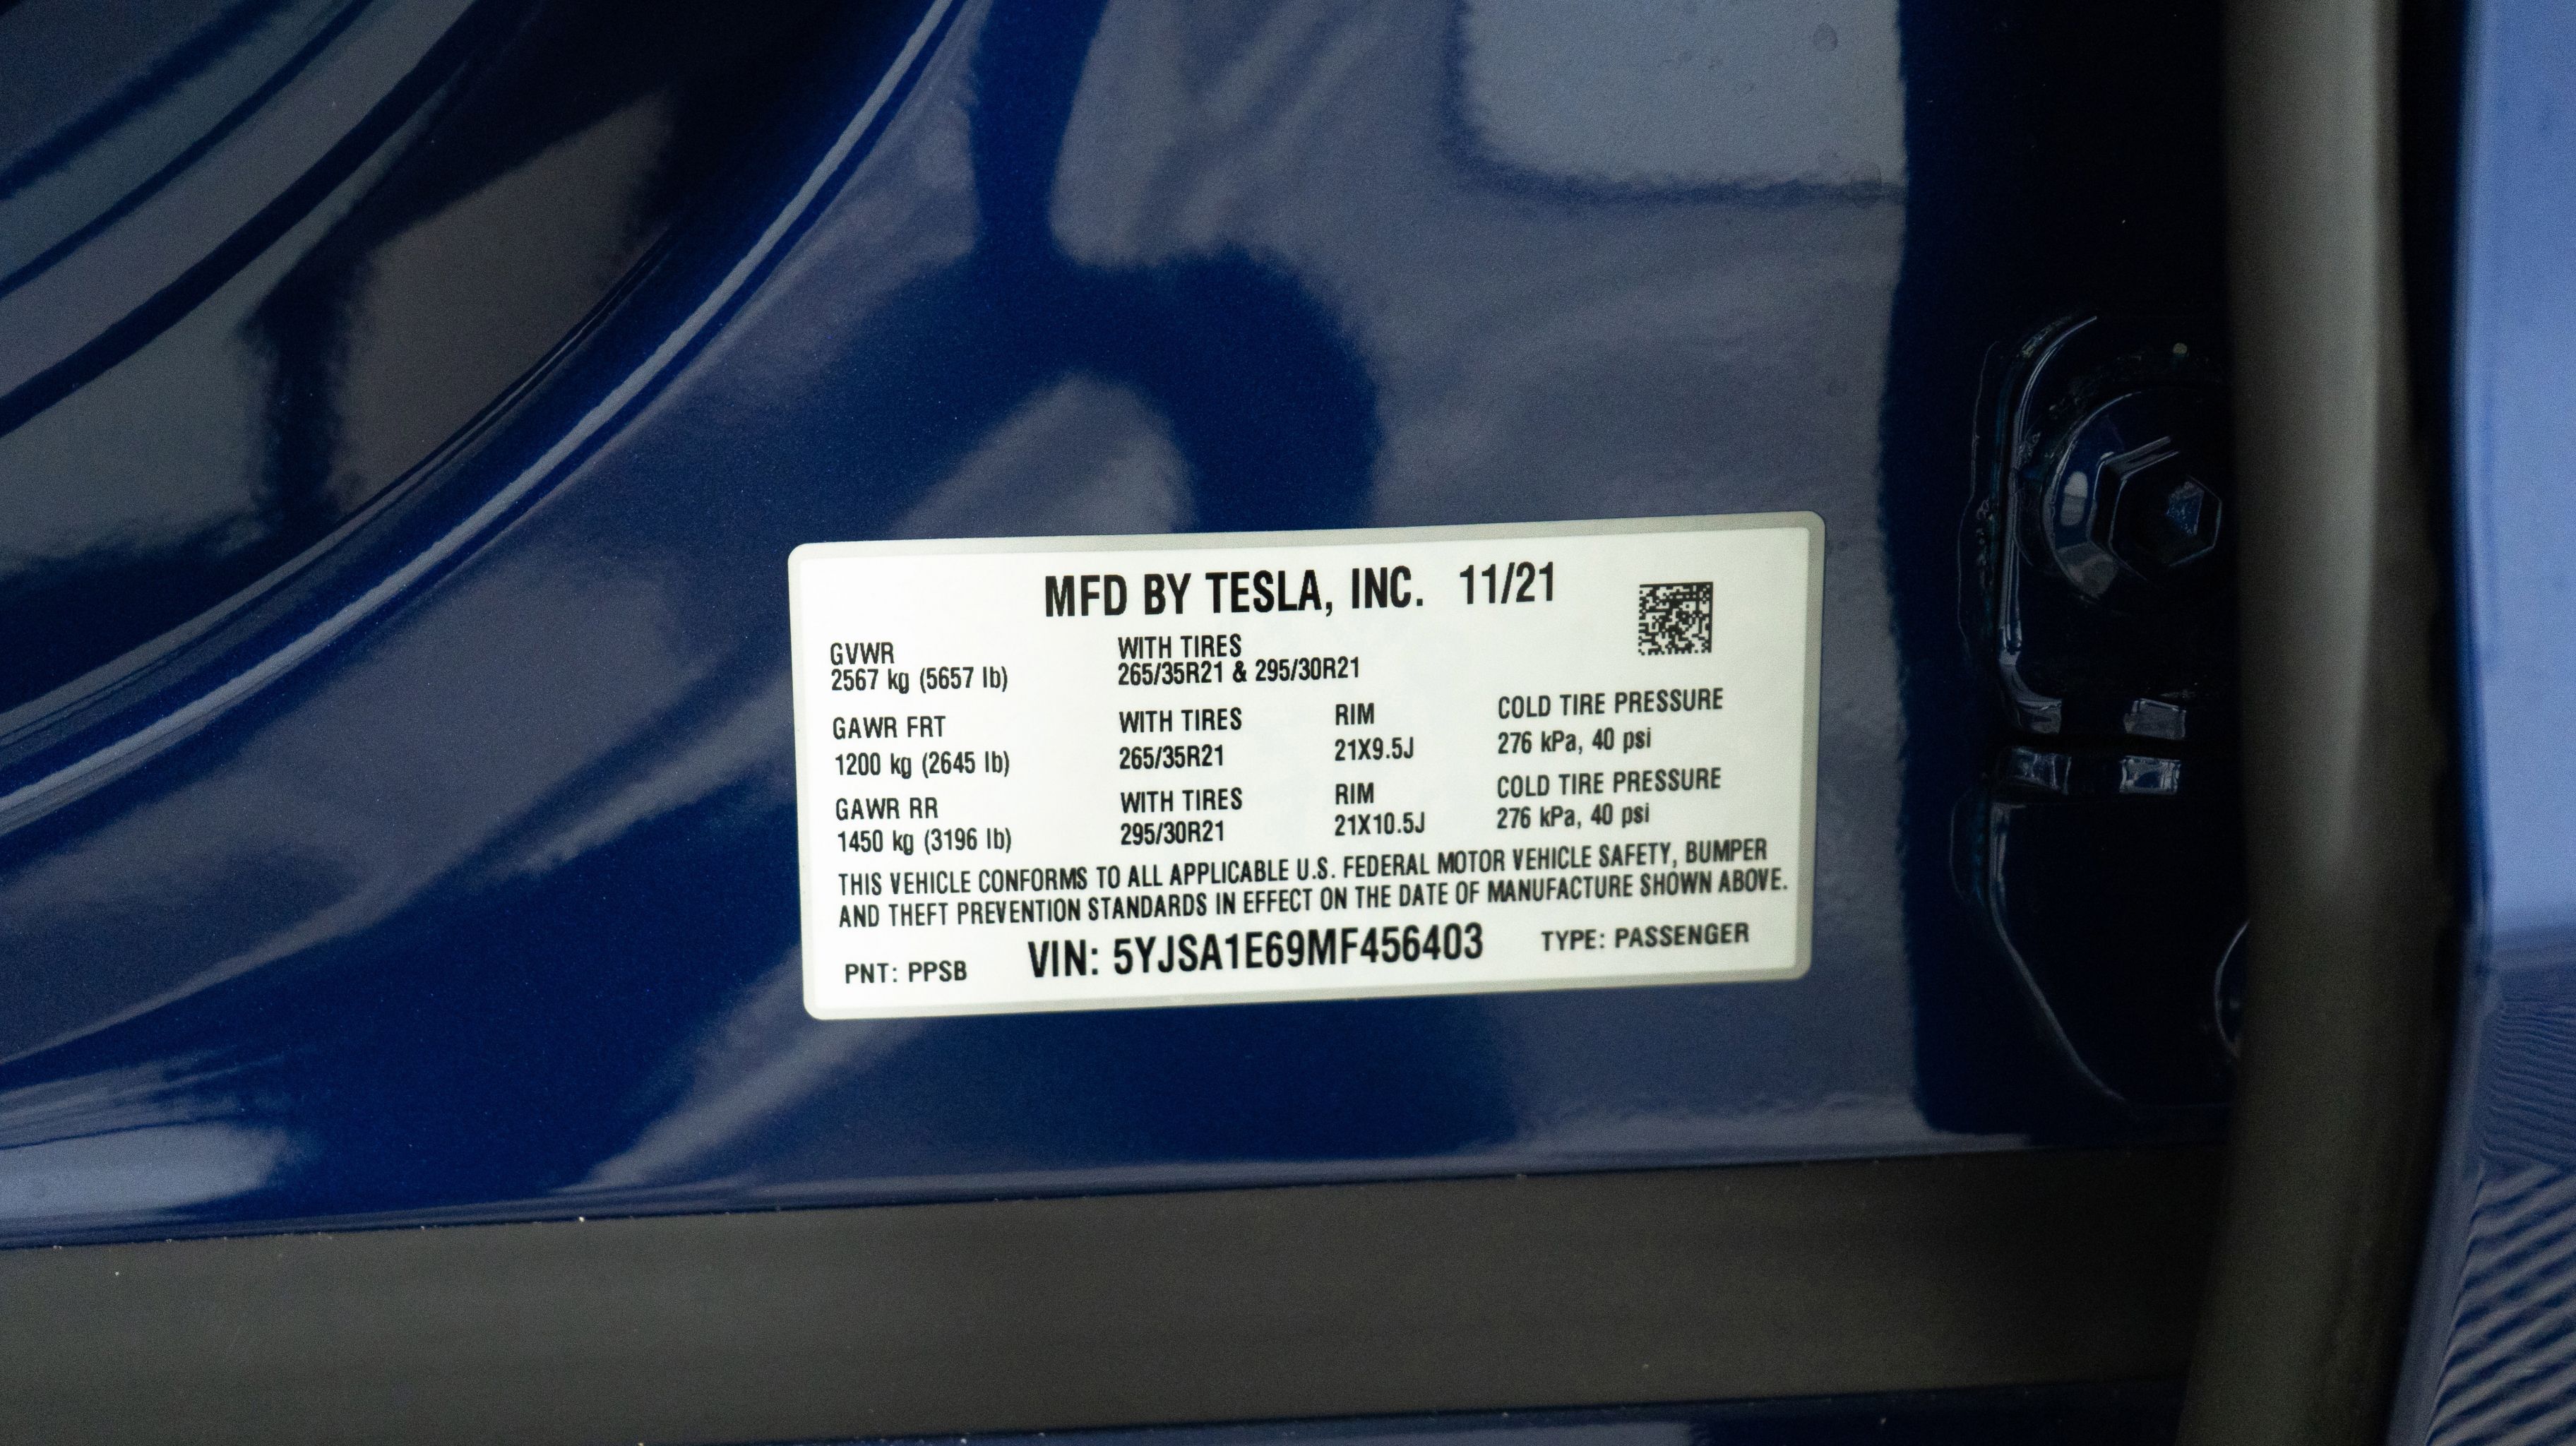 MFD BY TESLA, INC. 11/21
GVWR WITH TIRES
2567 kg (5657 lb) 265/35R21 & 295/30R21
GAWR FRT WITH TIRES RIM COLD TIRE PRESSURE
1200 kg (2645 lb) 265/35R21 21X9.5J 276 kPa, 40 psi
GAWR RR WITH TIRES RIM COLD TIRE PRESSURE
1450 kg (3196 lb) 295/30R21 21X10.5J 276 kPa, 40 psi
THIS VEHICLE CONFORMS TO ALL APPLICABLE U.S. FEDERAL MOTOR VEHICLE SAFETY, BUMPER
AND THEFT PREVENTION STANDARDS IN EFFECT ON THE DATE OF MANUFACTURE SHOWN ABOVE.
PNT: PPSB VIN: 5YJSA1E69MF456403 TYPE: PASSENGER